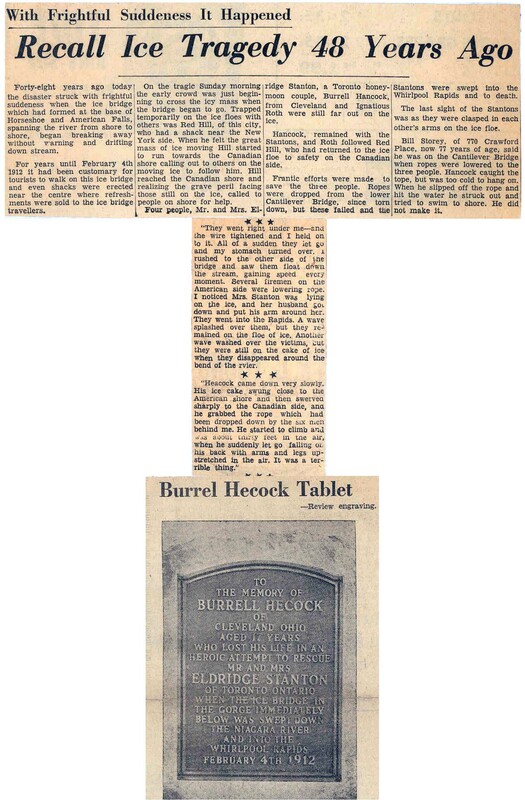 With Frightful Suddeness It Happened
Recall Ice Tragedy 48 Years Ago
Forty-eight years ago today
the disaster struck with frightful
suddeness when the ice bridge
which had formed at the base of
Horseshoe and American Falls,
spanning the river from shore to
shore, began breaking away
without varning and drifting
down stream.
For years until February 4th
1912 it had been customary for
tourists to walk on this ice bridge
and even shacks were erected
near the centre where refresh-
ments were sold to the ice bridge
travellers.
On the tragic Sunday morning
the early crowd was just begin-
ning to cross the icy mass when
the bridge began to go. Trapped
temporarily on the ice floes with
others was Red Hill, of this city,
who had a shack near the New
York side. When he felt the great
mass of ice moving Hill started
to run towards the Canadian
shore calling out to others on the
moving ice to follow him. Hill
reached the Canadian shore and
realising the grave peril facing
those still on the ice, called to
people on shore for help.
Four people, Mr. and Mrs. El-
ridge Stanton, a Toronto honey-
moon couple, Burrell Hancock,
from Cleveland and Ignatious
Roth were still far out on the
ice.
Hancock, remained with the
Stantons, and Roth followed Red
Hill, who had returned to the ice
floe to safety on the Canadian
side.
Frantic efforts were made to
save the three people. Ropes
were dropped from the lower
Cantilever Bridge, since torn
down, but these failed and the
Stantons were swept into the
Whirlpool Rapids and to death.
The last sight of the Stantons
was as they were clasped in each
other's arms on the ice floe.
Bill Storey, of 770 Crawford
Place, now 77 years of age, said
he was on the Cantilever Bridge
when ropes were lowered to the
three people. Hancock caught the
rope, but was too cold to hang on.
When he slipped off the rope and
hit the water he struck out and
tried to swim to shore. He did
not make it.
★ ★ ★
"They went right under me—and
the wire tightened and I held on
to it. All of a sudden they let go
and my stomach turned over. I
rushed to the other side of the
bridge and saw them float down
the stream, gaining speed every
moment. Several firemen on the
American side were lowering rope.
I noticed Mrs. Stanton was lying
on the ice, and her husband got
down and put his arm around her.
They went into the Rapids. A wave
splashed over them, but they re-
mained on the floe of ice. Another
wave washed over the victims, but
they were still on the cake of ice
when they disappeared around the
bend of the rvier.
★ ★ ★
"Heacock came down very slowly.
His ice cake swung close to the
American shore and then swerved
sharply to the Canadian side, and
he grabbed the rope which had
been dropped down by the six men
behind me. He started to climb and
was about thirty feet in the air,
when he suddenly let go falling on
his back with arms and legs up-
stretched in the air. It was a ter-
rible thing."
Burrel Hecock Tablet
—Review engraving.
TO
THE MEMORY OF
BURRELL HECOCK
OF
CLEVELAND OHIO
AGED 17 YEARS
WHO LOST HIS LIFE IN AN
HEROIC ATTEMPT TO RESCUE
MR AND MRS
ELDRIDGE STANTON
OF TORONTO ONTARIO
WHEN THE ICE BRIDGE IN
THE GORGE IMMEDIATELY
BELOW WAS SWEPT DOWN
THE NIAGARA RIVER
AND INTO THE
WHIRLPOOL RAPIDS
FEBRUARY 4TH 1912